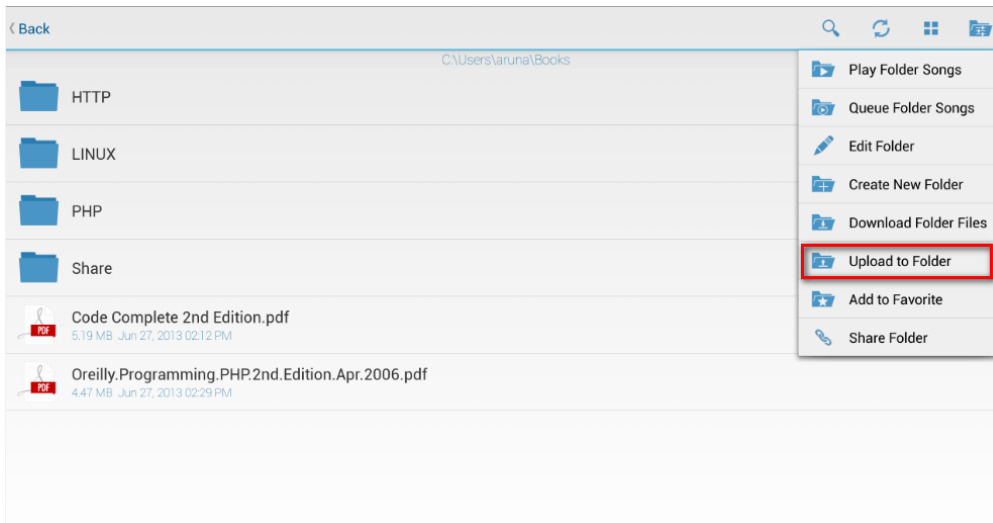 Back
C:\Users\aruna\Books
HTTP
LINUX
PHP
Share
Code Complete 2nd Edition.pdf
5.19 MB Jun 27, 2013 02:12 PM
Oreilly.Programming.PHP.2nd.Edition.Apr.2006.pdf
4.47 MB Jun 27, 2013 02:29 PM
PDF
PDF
Play Folder Songs
Queue Folder Songs
Edit Folder
Create New Folder
Download Folder Files
Upload to Folder
Add to Favorite
Share Folder